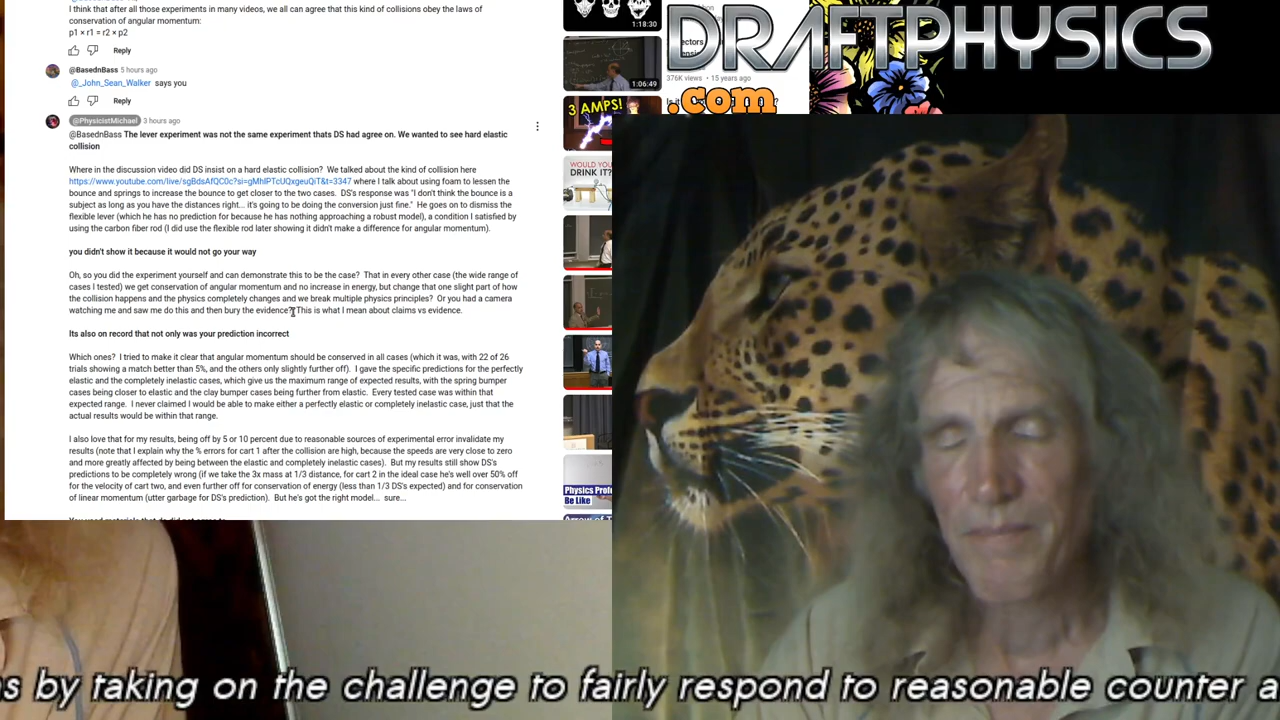 I think that after all those experiments in many videos, we all can agree that this kind of collisions obey the laws of
conservation of angular momentum:
p1 × r1 = r2 × p2
Reply
@BasednBass 5 hours ago
@_John_Sean_Walker says you
Reply
@PhysicistMichael 3 hours ago
@BasednBass The lever experiment was not the same experiment thats DS had agree on. We wanted to see hard elastic
collision
Where in the discussion video did DS insist on a hard elastic collision? We talked about the kind of collision here
https://www.youtube.com/live/sgBdsAfQC0c?si=gMhlPTcUQxgeuQiT&t=3347 where I talk about using foam to lessen the
bounce and springs to increase the bounce to get closer to the two cases. DS's response was "I don't think the bounce is a
subject as long as you have the distances right... it's going to be doing the conversion just fine." He goes on to dismiss the
flexible lever (which he has no prediction for because he has nothing approaching a robust model), a condition I satisfied by
using the carbon fiber rod (I did use the flexible rod later showing it didn't make a difference for angular momentum).
you didn't show it because it would not go your way
Oh, so you did the experiment yourself and can demonstrate this to be the case? That in every other case (the wide range of
cases I tested) we get conservation of angular momentum and no increase in energy, but change that one slight part of how
the collision happens and the physics completely changes and we break multiple physics principles? Or you had a camera
watching me and saw me do this and then bury the evidence? This is what I mean about claims vs evidence.
Its also on record that not only was your prediction incorrect
Which ones? I tried to make it clear that angular momentum should be conserved in all cases (which it was, with 22 of 26
trials showing a match better than 5%, and the others only slightly further off). I gave the specific predictions for the perfectly
elastic and the completely inelastic cases, which give us the maximum range of expected results, with the spring bumper
cases being closer to elastic and the clay bumper cases being further from elastic. Every tested case was within that
expected range. I never claimed I would be able to make either a perfectly elastic or completely inelastic case, just that the
actual results would be within that range.
I also love that for my results, being off by 5 or 10 percent due to reasonable sources of experimental error invalidate my
results (note that I explain why the % errors for cart 1 after the collision are high, because the speeds are very close to zero
and more greatly affected by being between the elastic and completely inelastic cases). But my results still show DS's
predictions to be completely wrong (if we take the 3x mass at 1/3 distance, for cart 2 in the ideal case he's well over 50% off
for the velocity of cart two, and even further off for conservation of energy (less than 1/3 DS's expected) and for conservation
of linear momentum (utter garbage for DS's prediction). But he's got the right model... sure...
1:18:30
1:06:49
376K views • 15 years ago
3 AMPS!
WOULD YOU
DRINK IT?
Physics Profe
Be Like
DRAFTPHYSICS
.com
s by taking on the challenge to fairly respond to reasonable counter a